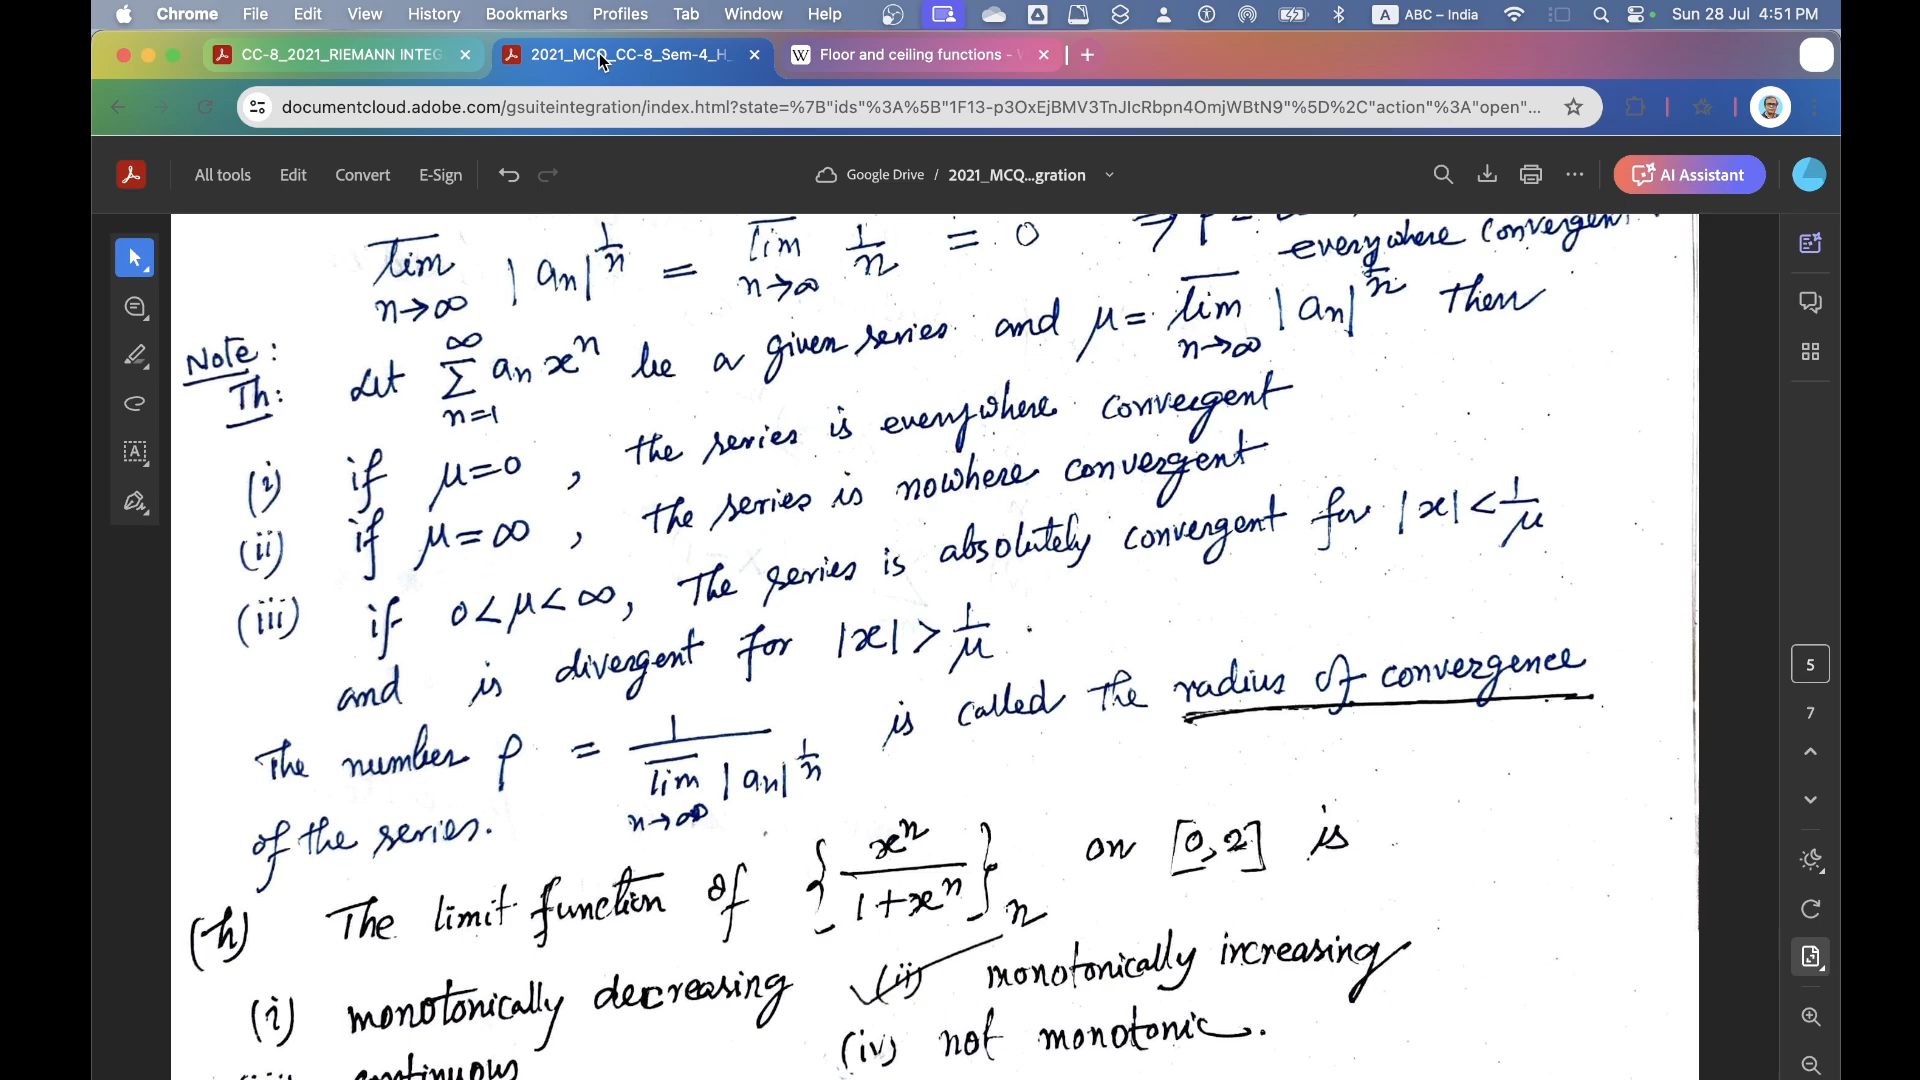 Chrome File Edit View History Bookmarks Profiles Tab Window Help A ABC – India Sun 28 Jul 4:51 PM
CC-8_2021_RIEMANN INTEG 2021_MCQ_CC-8_Sem-4_H W Floor and ceiling functions -
documentcloud.adobe.com/gsuiteintegration/index.html?state=%7B"ids"%3A%5B"1F13-p3OxEjBMV3TnJIcRbpn4OmjWBtN9"%5D%2C"action"%3A"open"...
All tools Edit Convert E-Sign Google Drive / 2021_MCQ...gration AI Assistant
everywhere convergent.
lim n→∞ |an|^1/n = lim n→∞ 1/n = 0 ⇒
Note:
Th: Let ∑ n=1 ∞ an x^n be a given series and μ = lim n→∞ |an|^1/n then
(i) if μ=0, the series is everywhere convergent
(ii) if μ=∞, the series is nowhere convergent
(iii) if 0<μ<∞, The series is absolutely convergent for |x|<1/μ
and is divergent for |x|>1/μ.
The number ρ = 1/lim n→∞ |an|^1/n is called the radius of convergence
of the series.
(h) The limit function of {x^n/1+x^n}n on [0,2] is
(i) monotonically decreasing ✓(ii) monotonically increasing
(iii) continuous (iv) not monotonic.
5
7